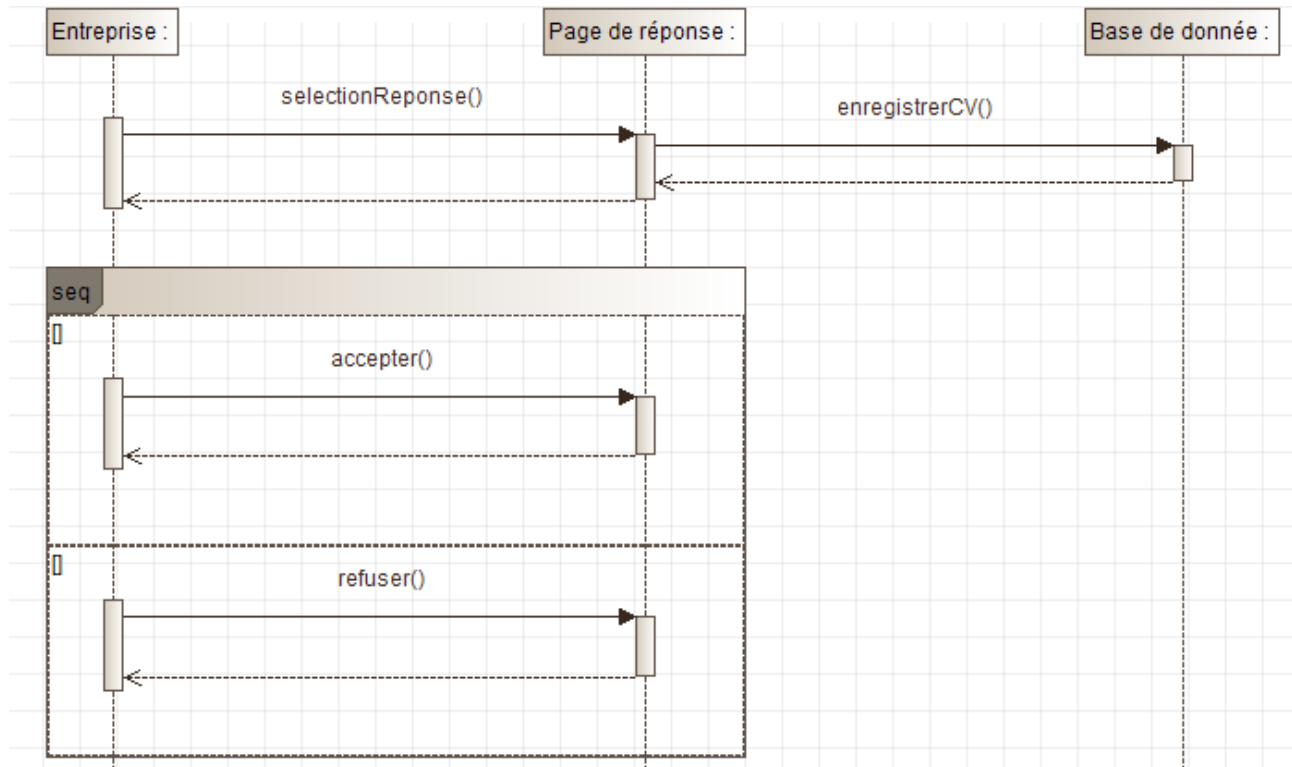 Entreprise :
Page de réponse :
Base de donnée :
selectionReponse()
enregistrerCV()
seq
[]
accepter()
[]
refuser()